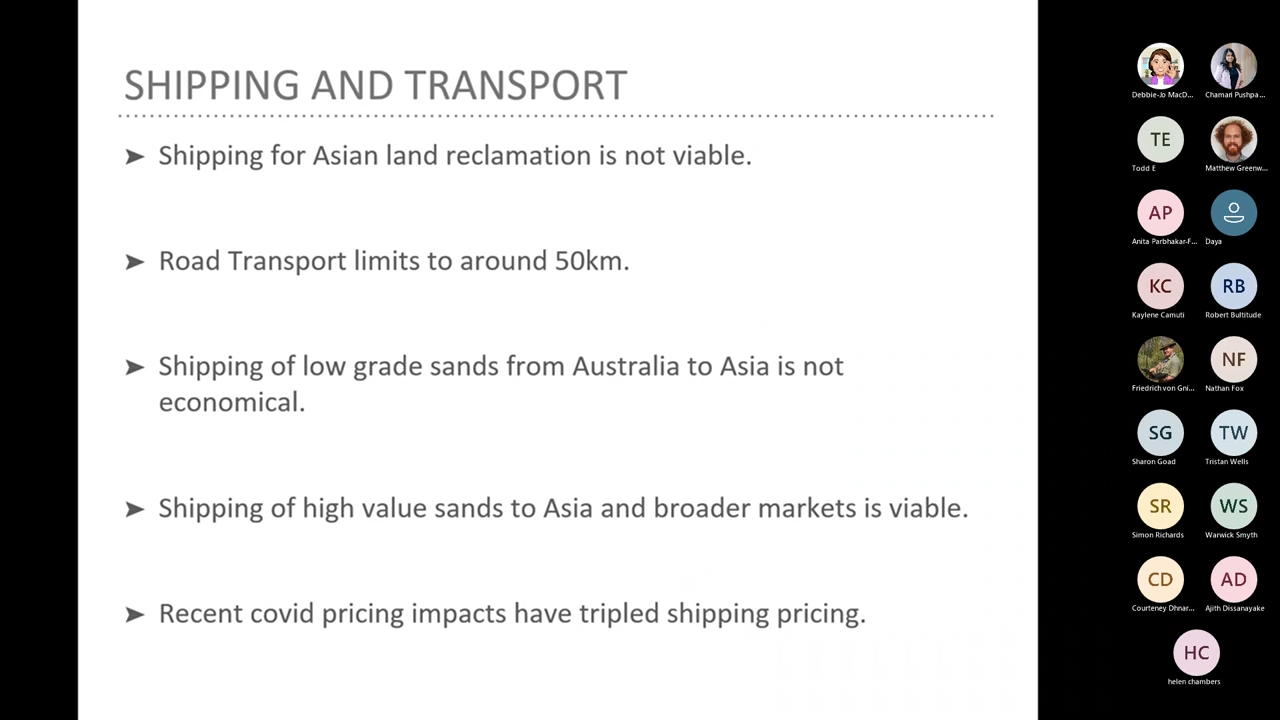 SHIPPING AND TRANSPORT
➤ Shipping for Asian land reclamation is not viable.
➤ Road Transport limits to around 50km.
➤ Shipping of low grade sands from Australia to Asia is not
economical.
➤ Shipping of high value sands to Asia and broader markets is viable.
➤ Recent covid pricing impacts have tripled shipping pricing.
Debbie-Jo MacD...
Chamari Pushpa...
TE
Todd E
Matthew Greenw...
AP
Anita Parbhakar-F...
Daya
KC
Kaylene Camuti
RB
Robert Bultitude
Friedrich von Gni...
NF
Nathan Fox
SG
Sharon Goad
TW
Tristan Wells
SR
Simon Richards
WS
Warwick Smyth
CD
Courteney Dhnar...
AD
Ajith Dissanayake
HC
helen chambers